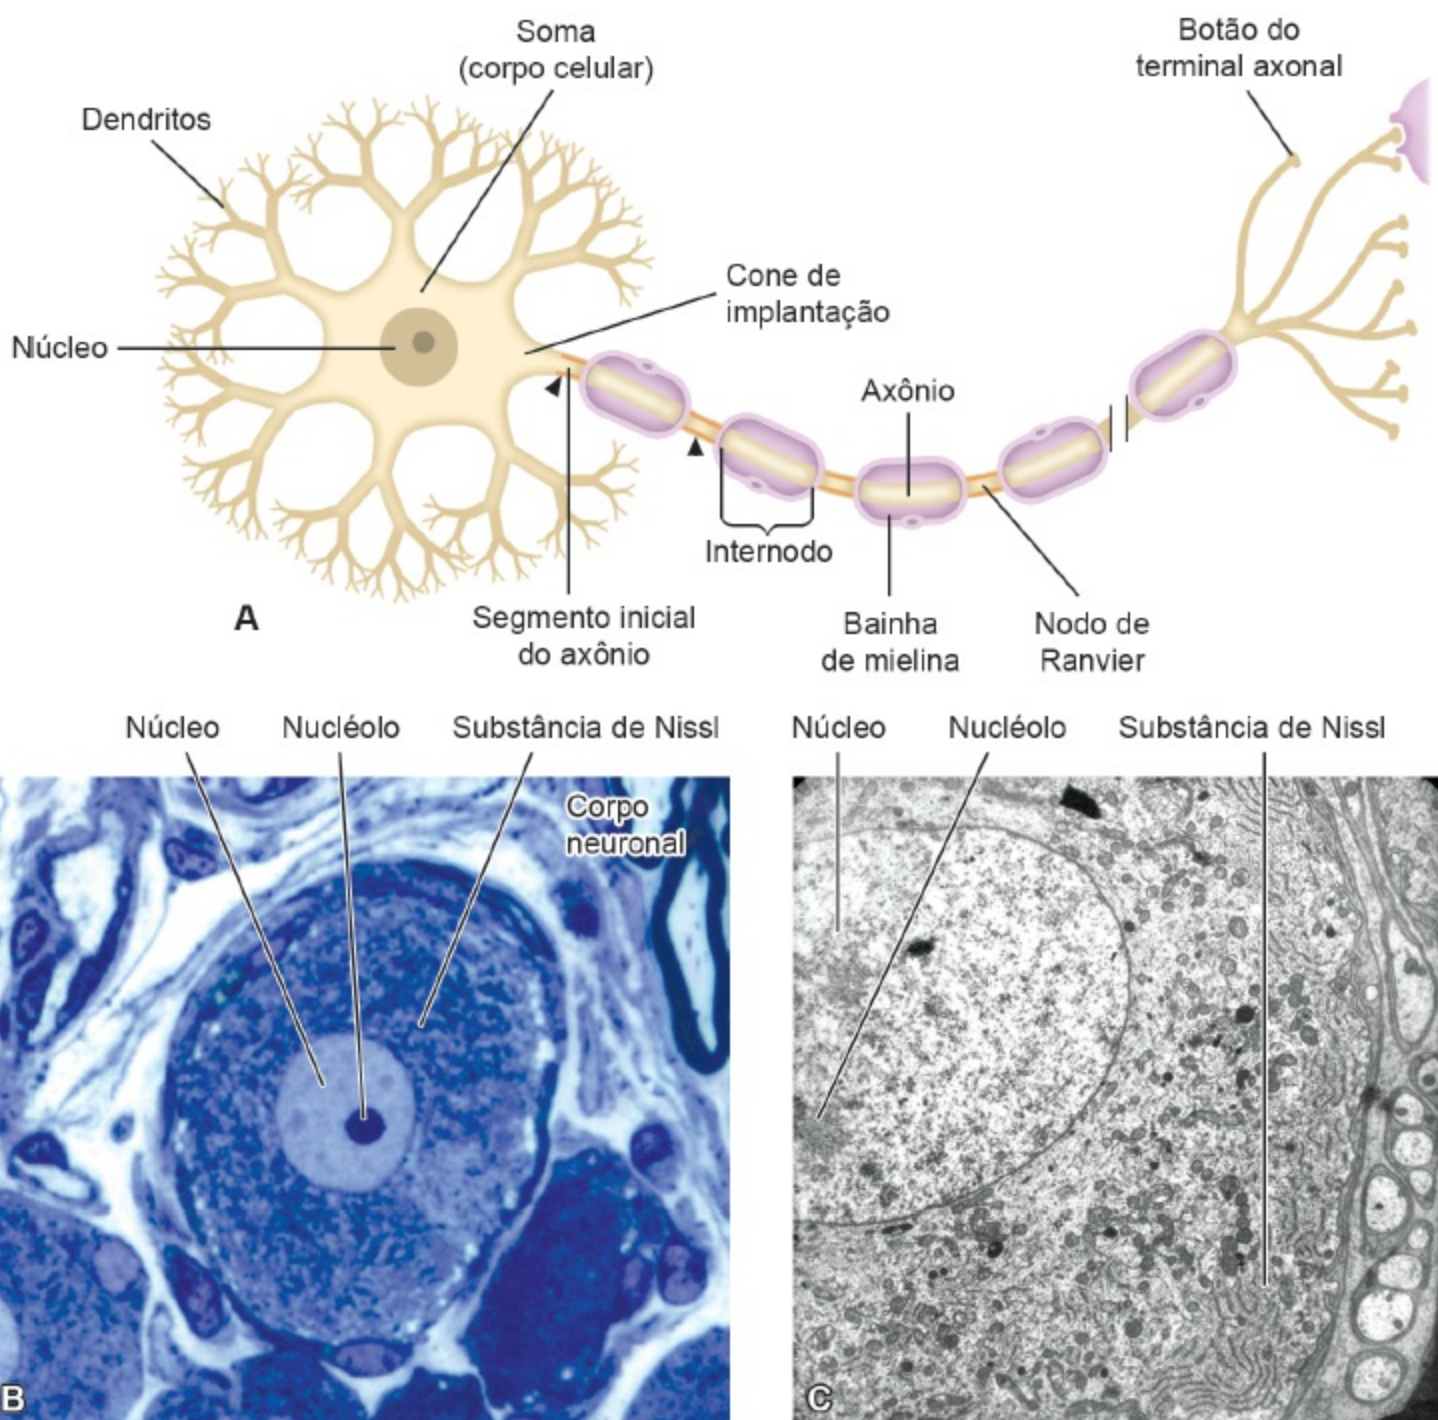 Soma
(corpo celular)
Botão do
terminal axonal
Dendritos
Cone de
implantação
Núcleo
Axônio
Internodo
A
Segmento inicial
do axônio
Bainha
de mielina
Nodo de
Ranvier
Núcleo
Nucléolo
Substância de Nissl
Núcleo
Nucléolo
Substância de Nissl
Corpo
neuronal
B
C